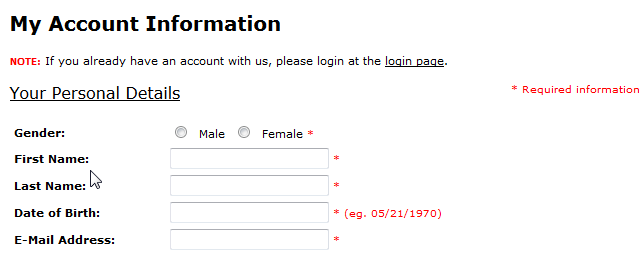 My Account Information
NOTE: If you already have an account with us, please login at the login page.
Your Personal Details * Required information
Gender: Male Female *
First Name: *
Last Name: *
Date of Birth: * (eg. 05/21/1970)
E-Mail Address: *